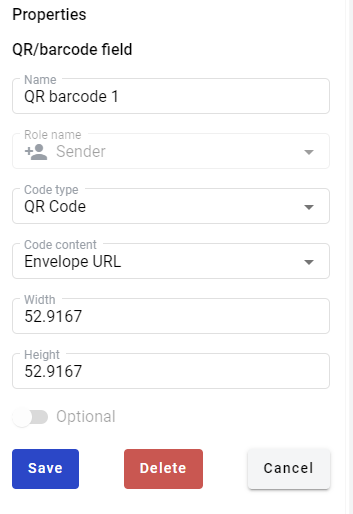 Properties
QR/barcode field
Name
QR barcode 1
Role name
Sender
Code type
QR Code
Code content
Envelope URL
Width
52.9167
Height
52.9167
Optional
Save Delete Cancel